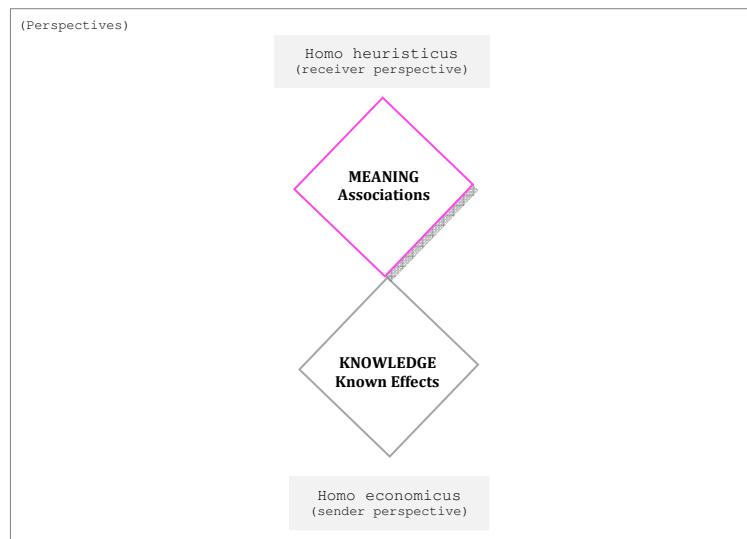 (Perspectives)
Homo heuristicus
(receiver perspective)
MEANING
Associations
KNOWLEDGE
Known Effects
Homo economicus
(sender perspective)